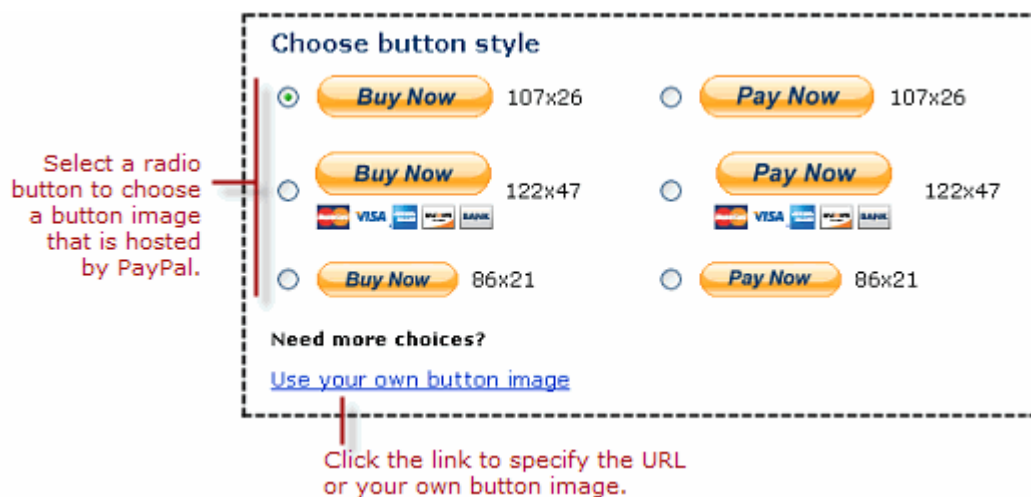 Choose button style
Buy Now 107x26 Pay Now 107x26
Select a radio
button to choose
a button image
that is hosted
by PayPal.
Buy Now 122x47 Pay Now 122x47
MasterCard VISA BANK MasterCard VISA BANK
Buy Now 86x21 Pay Now 86x21
Need more choices?
Use your own button image
Click the link to specify the URL
or your own button image.